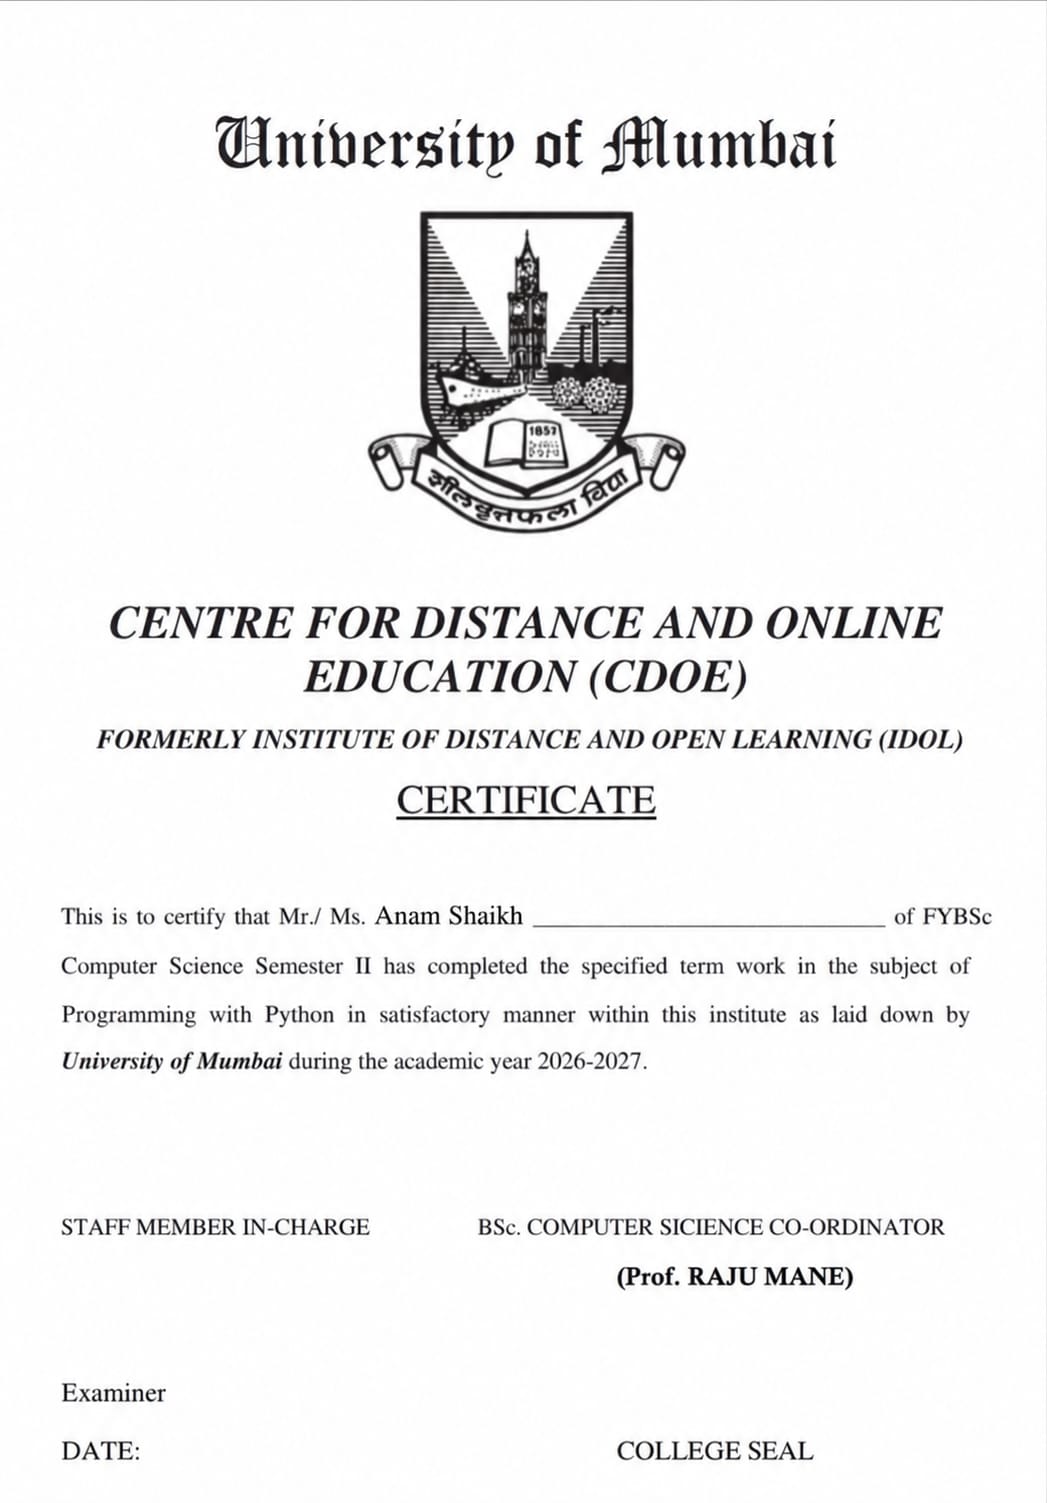 University of Mumbai
1857
शीलवृत्तफला विद्या
CENTRE FOR DISTANCE AND ONLINE
EDUCATION (CDOE)
FORMERLY INSTITUTE OF DISTANCE AND OPEN LEARNING (IDOL)
CERTIFICATE
This is to certify that Mr./ Ms. Anam Shaikh ____________________________ of FYBSc
Computer Science Semester II has completed the specified term work in the subject of
Programming with Python in satisfactory manner within this institute as laid down by
University of Mumbai during the academic year 2026-2027.
STAFF MEMBER IN-CHARGE BSc. COMPUTER SICIENCE CO-ORDINATOR
(Prof. RAJU MANE)
Examiner
DATE: COLLEGE SEAL